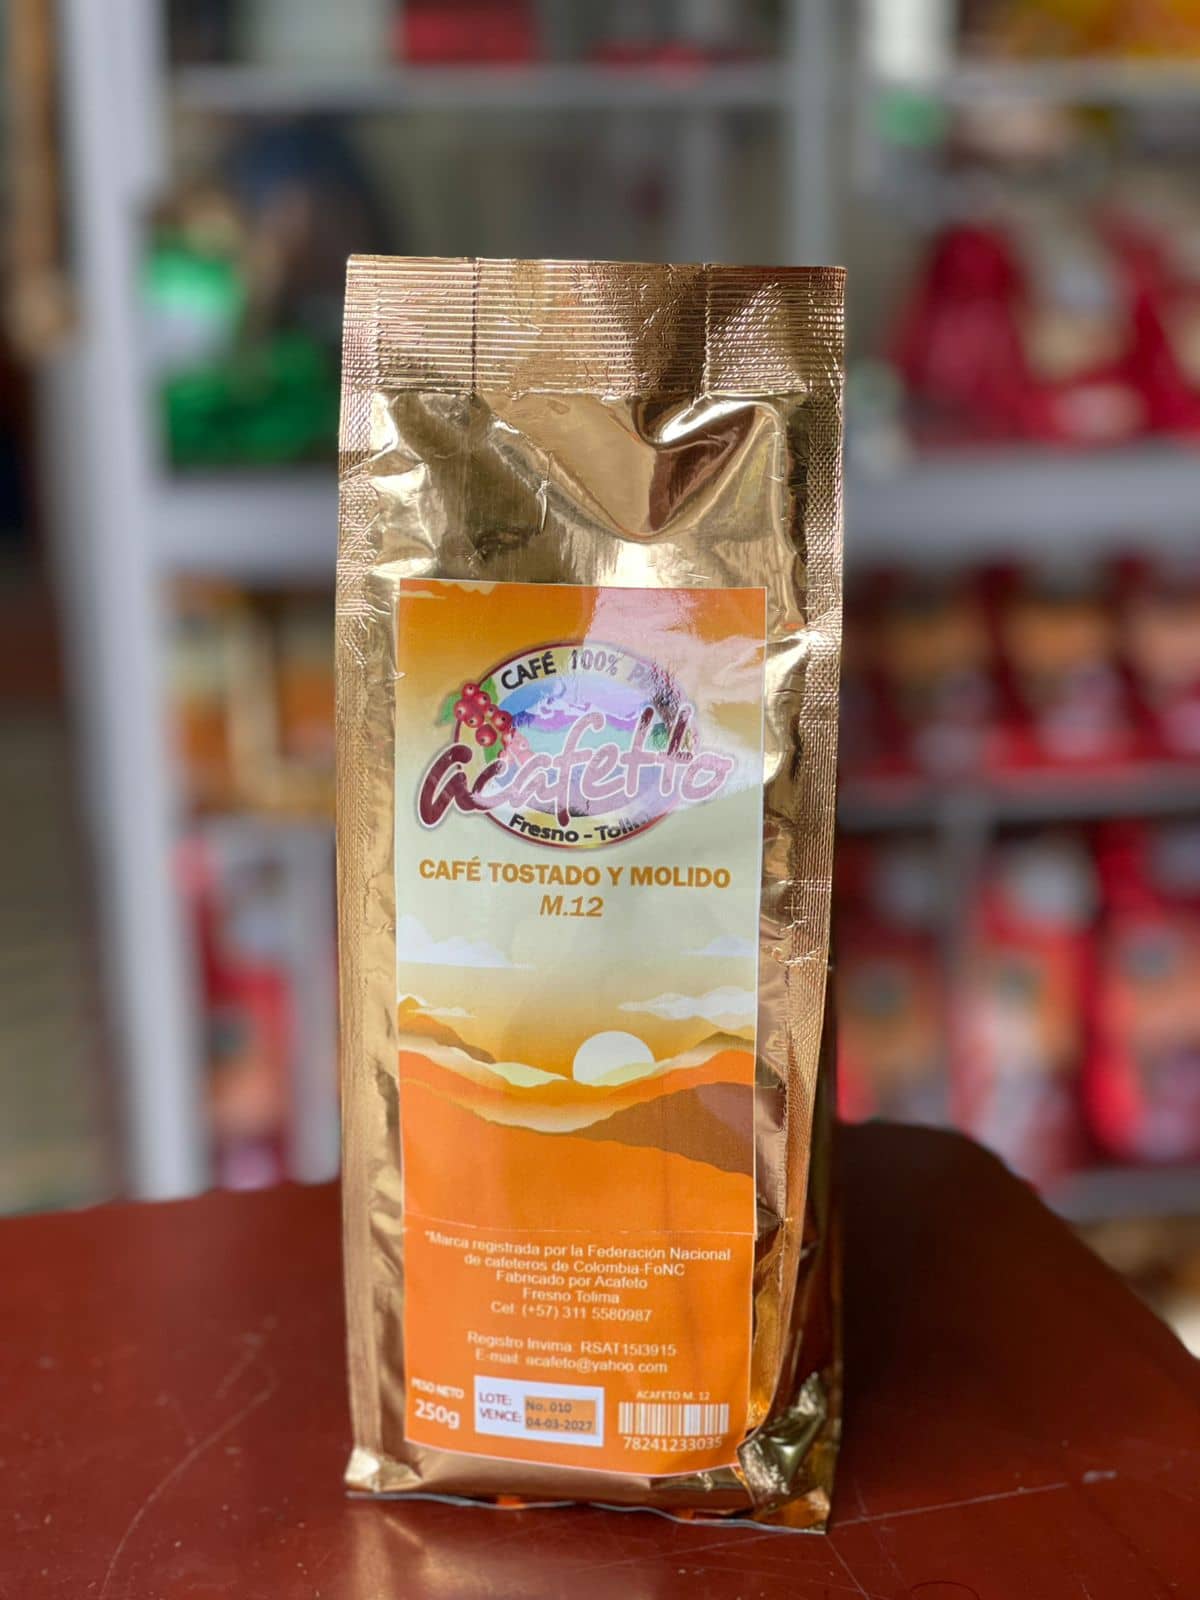 CAFÉ 100%
acafetto
Fresno - Tolima
CAFÉ TOSTADO Y MOLIDO
M.12
"Marca registrada por la Federación Nacional
de cafeteros de Colombia-FoNC
Fabricado por Acafeto
Fresno Tolima
Cel: (+57) 311 5580987
Registro Invima: RSAT15I3915
E-mail: acafeto@yahoo.com
PESO NETO
250g
LOTE: No. 010
VENCE: 04-03-2027
ACAFETO M. 12
78241233035